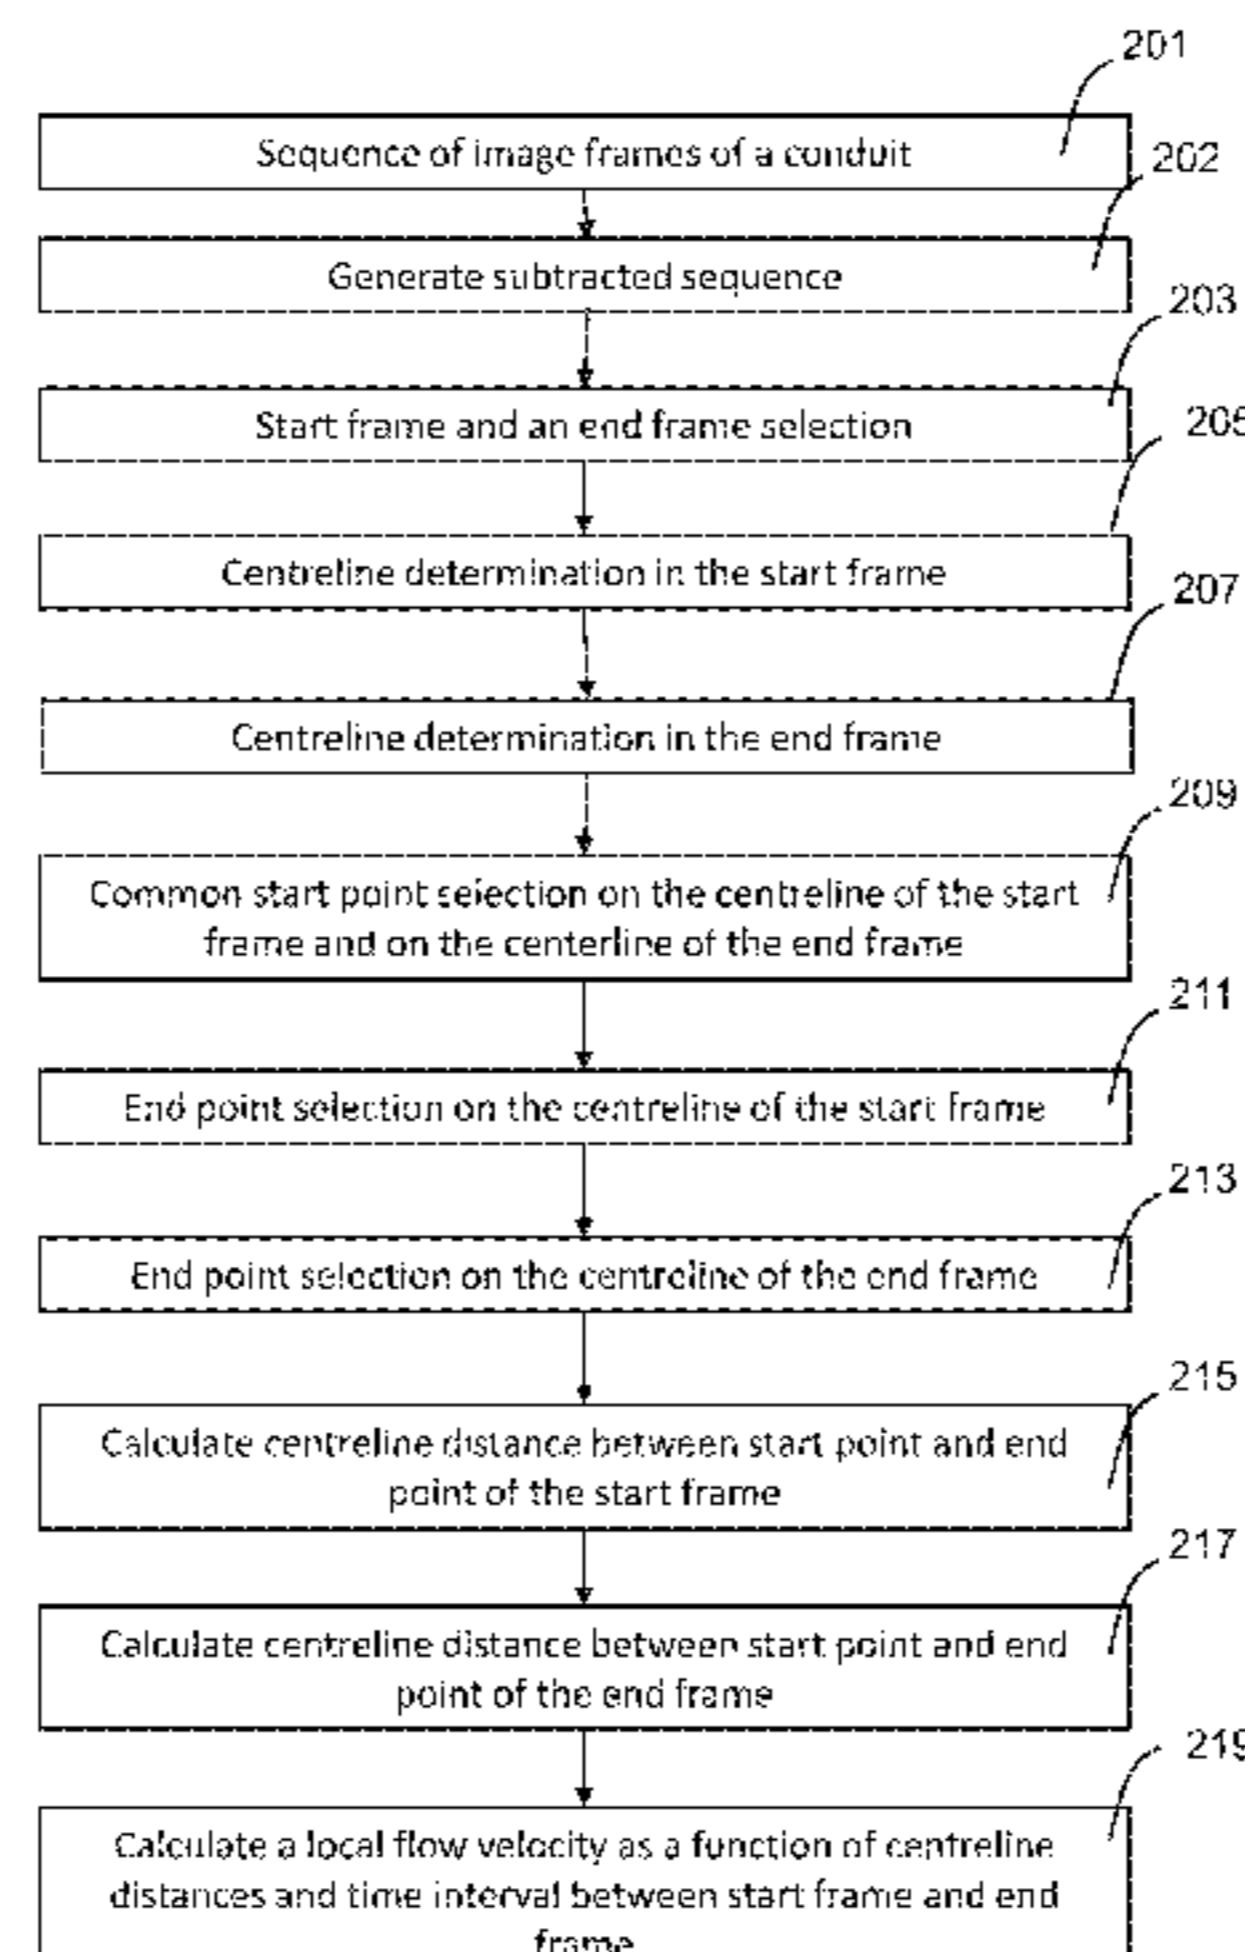 201
Sequence of image frames of a conduit
202
Generate subtracted sequence
203
Start frame and an end frame selection
205
Centreline determination in the start frame
207
Centreline determination in the end frame
209
Common start point selection on the centreline of the start
frame and on the centerline of the end frame
211
End point selection on the centreline of the start frame
213
End point selection on the centreline of the end frame
215
Calculate centreline distance between start point and end
point of the start frame
217
Calculate centreline distance between start point and end
point of the end frame
219
Calculate a local flow velocity as a function of centreline
distances and time interval between start frame and end
frame